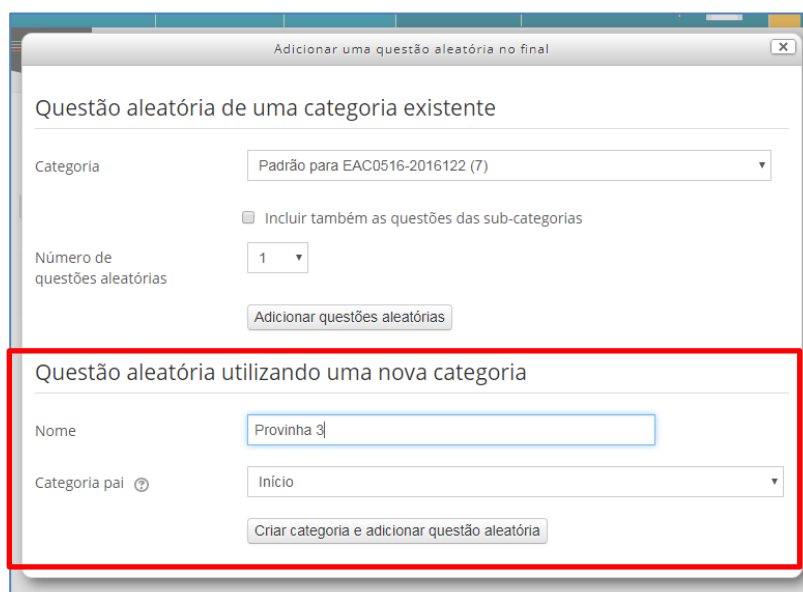 Adicionar uma questão aleatória no final
x
Questão aleatória de uma categoria existente
Categoria
Padrão para EAC0516-2016122 (7)
Incluir também as questões das sub-categorias
Número de
questões aleatórias
1
Adicionar questões aleatórias
Questão aleatória utilizando uma nova categoria
Nome
Provinha 3
Categoria pai ?
Início
Criar categoria e adicionar questão aleatória